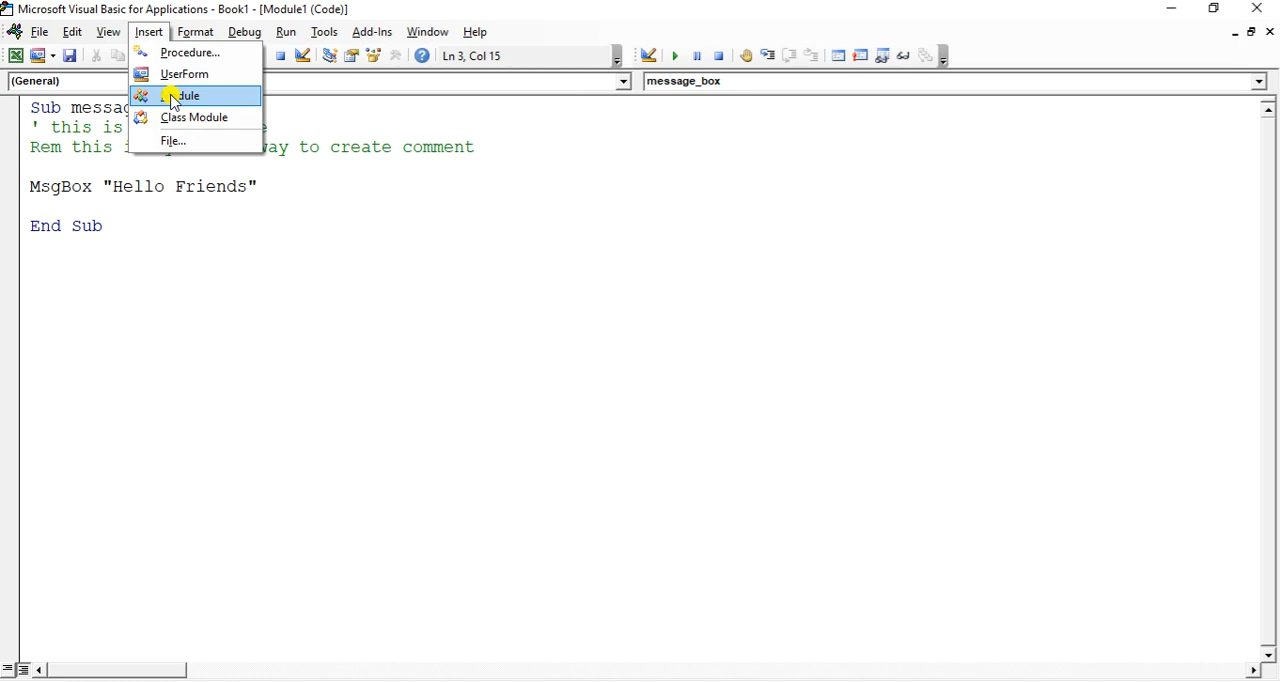 Microsoft Visual Basic for Applications - Book1 - [Module1 (Code)]
File Edit View Insert Format Debug Run Tools Add-Ins Window Help
Procedure...
UserForm
Class Module
File...
Ln 3, Col 15
(General)
message_box
Sub
' this is
Rem this way to create comment
MsgBox "Hello Friends"
End Sub